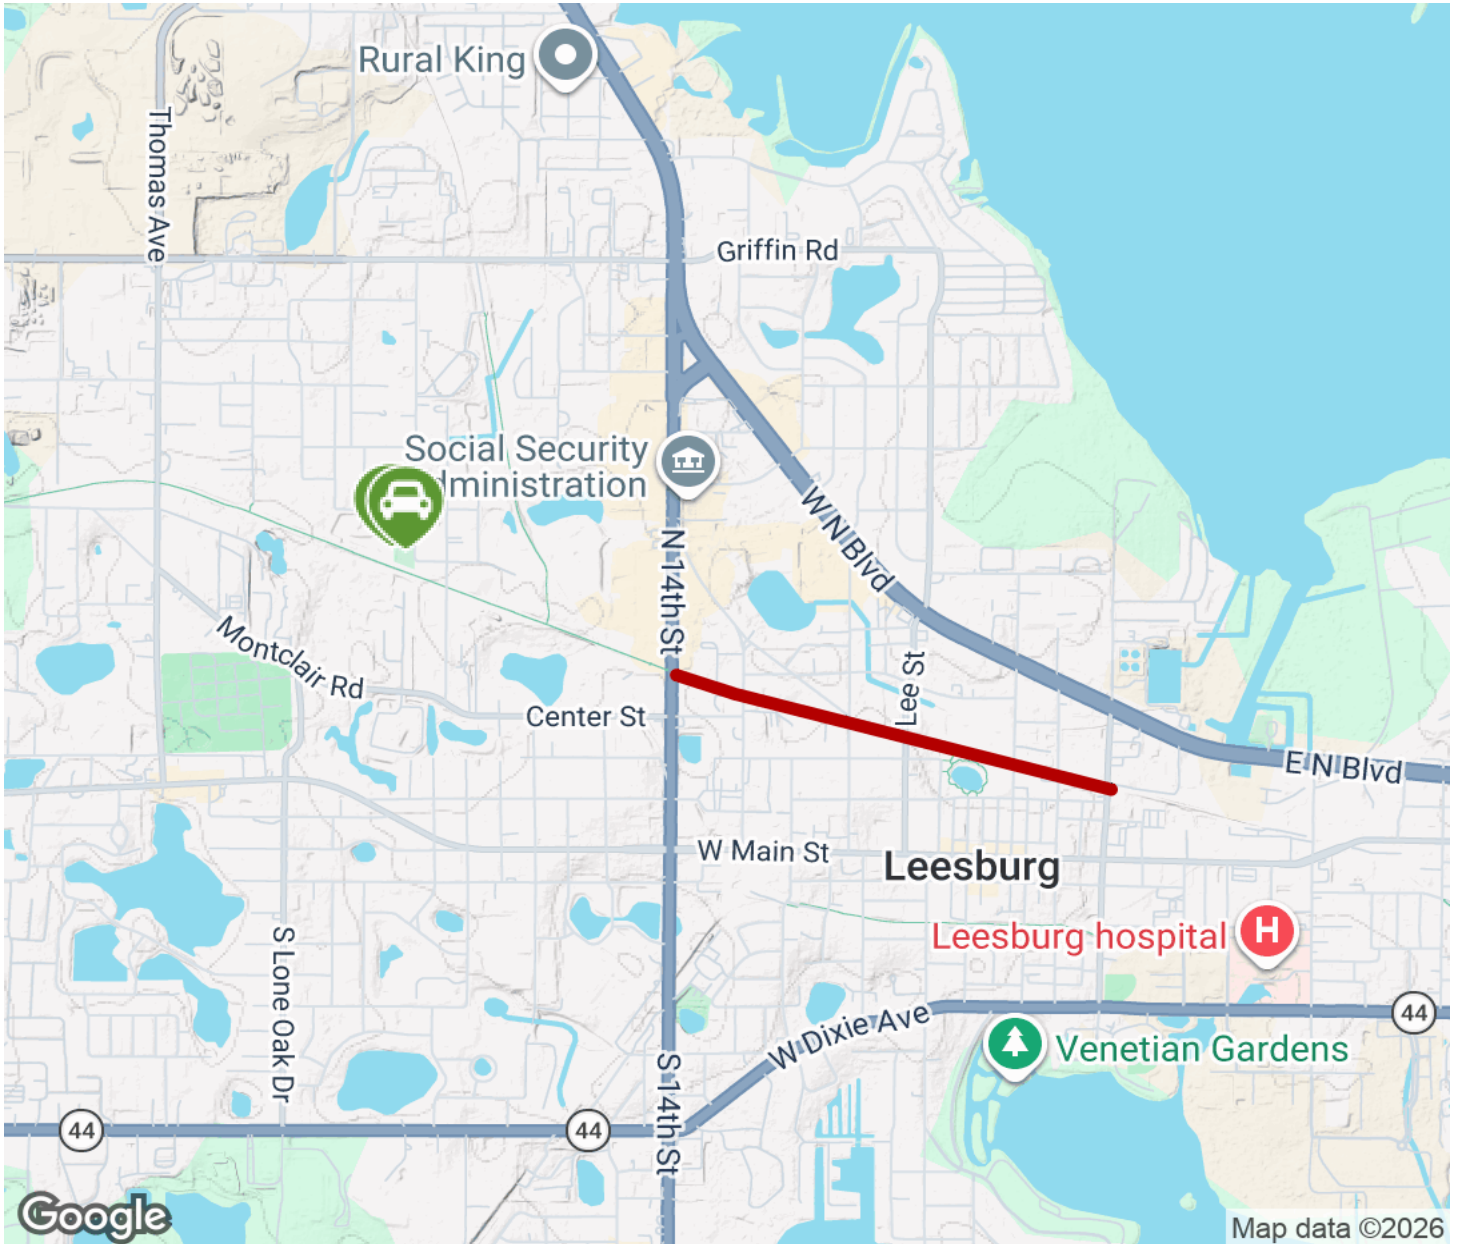 Rural King
Thomas Ave
Griffin Rd
Social Security
dministration
W N Blvd
N 14th St
Montclair Rd
Lee St
Center St
E N Blvd
W Main St
Leesburg
Leesburg hospital
H
S Lone Oak Dr
44
W Dixie Ave
Venetian Gardens
S 14th St
44
44
Google
Map data ©2026